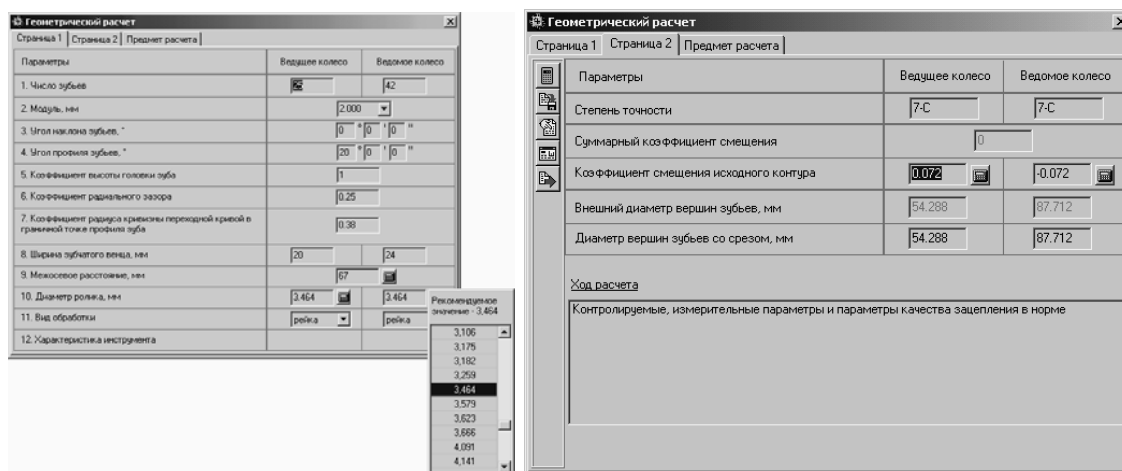 Геометрический расчет
Страница 1 Страница 2 Предмет расчета
Параметры Ведущее колесо Ведомое колесо
1. Число зубьев 42
2. Модуль, мм 2.000
3. Угол наклона зубьев, ° 0 ° 0 ' 0 "
4. Угол профиля зубьев, ° 20 ° 0 ' 0 "
5. Коэффициент высоты головки зуба 1
6. Коэффициент радиального зазора 0.25
7. Коэффициент радиуса кривизны переходной кривой в
граничной точке профиля зуба 0.38
8. Ширина зубчатого венца, мм 20 24
9. Межосевое расстояние, мм 67
10. Диаметр ролика, мм 3.464 3.464
11. Вид обработки рейка рейка
12. Характеристика инструмента
Рекомендуемое
значение - 3,464
3,106
3,175
3,182
3,259
3,464
3,579
3,623
3,666
4,091
4,141
Геометрический расчет
Страница 1 Страница 2 Предмет расчета
Параметры Ведущее колесо Ведомое колесо
Степень точности 7-C 7-C
Суммарный коэффициент смещения 0
Коэффициент смещения исходного контура 0.072 -0.072
Внешний диаметр вершин зубьев, мм 54.288 87.712
Диаметр вершин зубьев со срезом, мм 54.288 87.712
Ход расчета
Контролируемые, измерительные параметры и параметры качества зацепления в норме